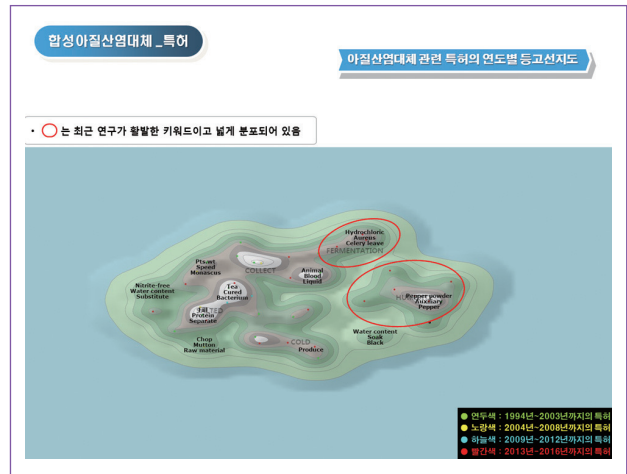 합성아질산염대체_특허
아질산염대체 관련 특허의 연도별 등고선지도
• 는 최근 연구가 활발한 키워드이고 넓게 분포되어 있음
Hydrochloric
Aureus
Celery leave
FERMENTATION
Pts.wt
Speed
Monascus
COLLECT
Animal
Blood
Liquid
Nitrite-free
Water content
Substitute
Tea
Cured
Bacterium
Protein
Separate
Pepper powder
Auxiliary
Pepper
Water content
Soak
Black
Chop
Mutton
Raw material
COLD
Produce
연두색 : 1994년~2003년까지의 특허
노랑색 : 2004년~2008년까지의 특허
하늘색 : 2009년~2012년까지의 특허
빨간색 : 2013년~2016년까지의 특허